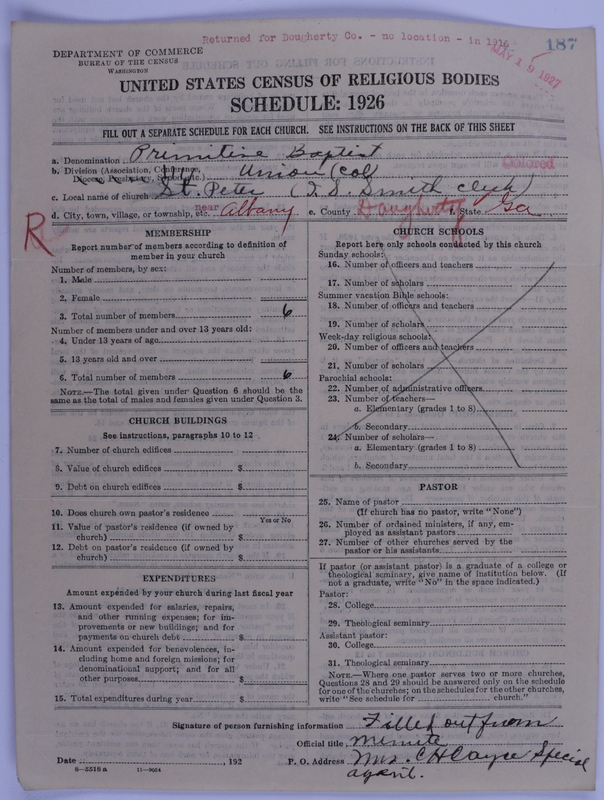 Returned for Dougherty Co. - no location - in 1916
187
MAY 19 1927
DEPARTMENT OF COMMERCE
BUREAU OF THE CENSUS
WASHINGTON
UNITED STATES CENSUS OF RELIGIOUS BODIES
SCHEDULE: 1926
FILL OUT A SEPARATE SCHEDULE FOR EACH CHURCH. SEE INSTRUCTIONS ON THE BACK OF THIS SHEET
a. Denomination Primitive Baptist
b. Division (Association, Conference, Diocese, Presbytery, Synod, etc.) Union (Col) Colored
c. Local name of church St. Peter (T. S. Smith Clerk)
d. City, town, village, or township, etc. near Albany e. County Dougherty f. State Ga
R
MEMBERSHIP
Report number of members according to definition of
member in your church
Number of members, by sex:
1. Male
2. Female
3. Total number of members 6
Number of members under and over 13 years old:
4. Under 13 years of age
5. 13 years old and over
6. Total number of members 6
NOTE.—The total given under Question 6 should be the
same as the total of males and females given under Question 3.
CHURCH BUILDINGS
See instructions, paragraphs 10 to 12
7. Number of church edifices
8. Value of church edifices $
9. Debt on church edifices $
10. Does church own pastor's residence
Yes or No
11. Value of pastor's residence (if owned by
church) $
12. Debt on pastor's residence (if owned by
church) $
EXPENDITURES
Amount expended by your church during last fiscal year
13. Amount expended for salaries, repairs,
and other running expenses; for im-
provements or new buildings; and for
payments on church debt $
14. Amount expended for benevolences, in-
cluding home and foreign missions; for
denominational support; and for all
other purposes $
15. Total expenditures during year $
CHURCH SCHOOLS
Report here only schools conducted by this church
Sunday schools:
16. Number of officers and teachers
17. Number of scholars
Summer vacation Bible schools:
18. Number of officers and teachers
19. Number of scholars
Week-day religious schools:
20. Number of officers and teachers
21. Number of scholars
Parochial schools:
22. Number of administrative officers
23. Number of teachers—
a. Elementary (grades 1 to 8)
b. Secondary
24. Number of scholars—
a. Elementary (grades 1 to 8)
b. Secondary
PASTOR
25. Name of pastor
(If church has no pastor, write "None")
26. Number of ordained ministers, if any, em-
ployed as assistant pastors
27. Number of other churches served by the
pastor or his assistants
If pastor (or assistant pastor) is a graduate of a college or
theological seminary, give name of institution below. (If
not a graduate, write "No" in the space indicated.)
Pastor:
28. College
29. Theological seminary
Assistant pastor:
30. College
31. Theological seminary
NOTE.—Where one pastor serves two or more churches,
Questions 28 and 29 should be answered only on the schedule
for one of the churches; on the schedules for the other churches,
write "See schedule for church."
Signature of person furnishing information Filled out from
Official title Minute
Date , 192 P. O. Address Mrs. C H Cayce Special
agent.
8—5518a 11—9054